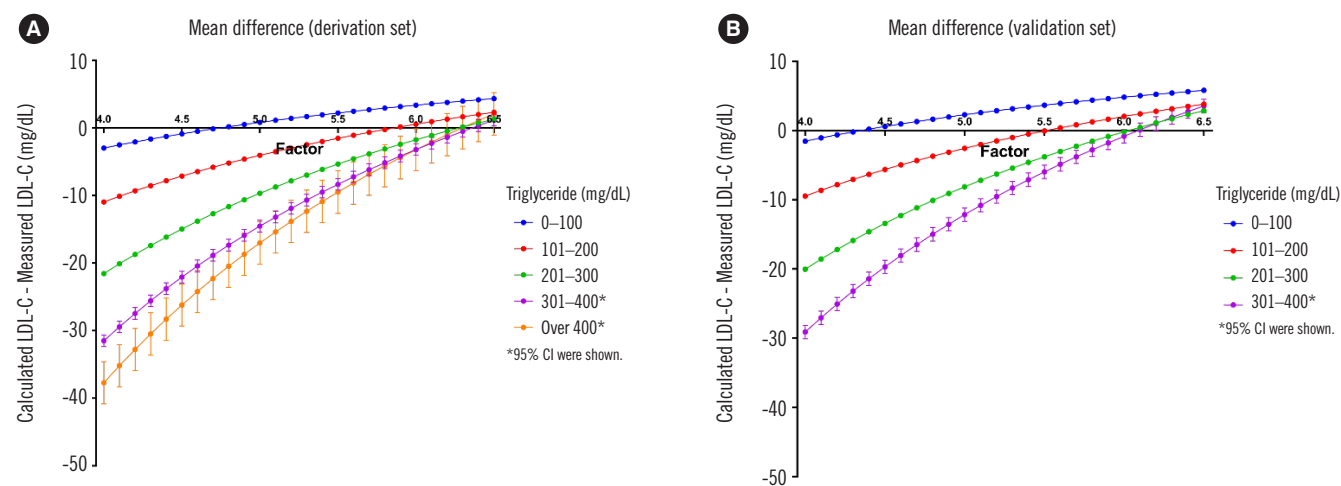 A
Mean difference (derivation set)
Calculated LDL-C - Measured LDL-C (mg/dL)
10
0
-10
-20
-30
-40
-50
4.0 4.5 5.0 5.5 6.0 6.5
Factor
Triglyceride (mg/dL)
0–100
101–200
201–300
301–400*
Over 400*
*95% CI were shown.
B
Mean difference (validation set)
Calculated LDL-C - Measured LDL-C (mg/dL)
10
0
-10
-20
-30
-40
-50
4.0 4.5 5.0 5.5 6.0 6.5
Factor
Triglyceride (mg/dL)
0–100
101–200
201–300
301–400*
*95% CI were shown.